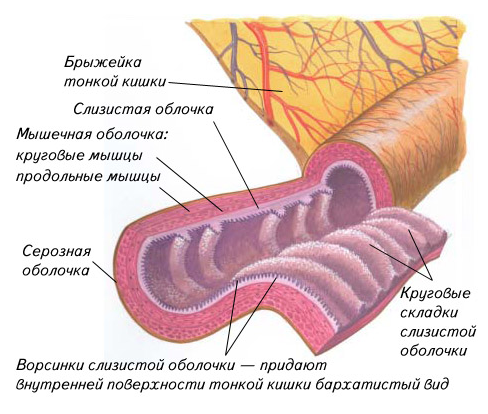 Брыжейка
тонкой кишки
Слизистая облочка
Мышечная оболочка:
круговые мышцы
продольные мышцы
Серозная
оболочка
Круговые
складки
слизистой
оболочки
Ворсинки слизистой оболочки — придают
внутренней поверхности тонкой кишки бархатистый вид